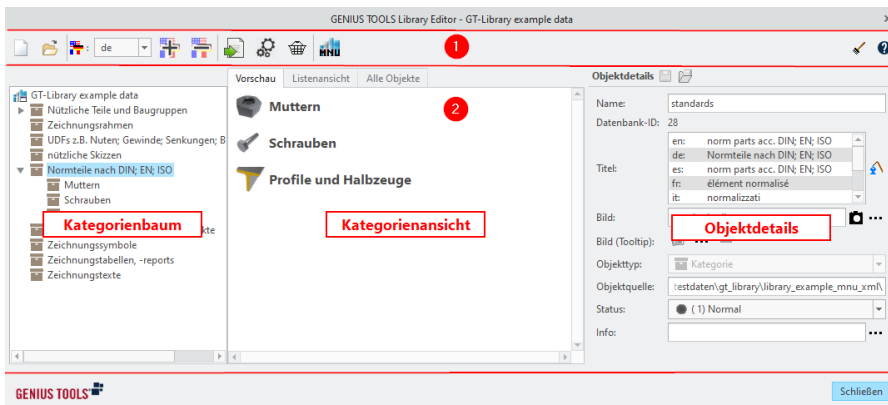 GENIUS TOOLS Library Editor - GT-Library example data
de
MNU
1
Vorschau
Listenansicht
Alle Objekte
Objektdetails
GT-Library example data
Nützliche Teile und Baugruppen
Zeichnungsrahmen
UDFs z.B. Nuten; Gewinde; Senkungen; B
nützliche Skizzen
Normteile nach DIN; EN; ISO
Muttern
Schrauben
Kategorienbaum
kte
Zeichnungssymbole
Zeichnungstabellen, -reports
Zeichnungstexte
Muttern
2
Schrauben
Profile und Halbzeuge
Kategorienansicht
Name:
standards
Datenbank-ID:
28
Titel:
en: norm parts acc. DIN; EN; ISO
de: Normteile nach DIN; EN; ISO
es: norm parts acc. DIN; EN; ISO
fr: élément normalisé
it: normalizzati
Bild:
Objektdetails
Bild (Tooltip):
Objekttyp:
Kategorie
Objektquelle:
testdaten\gt_library\library_example_mnu_xml\
Status:
( 1) Normal
Info:
GENIUS TOOLS
Schließen